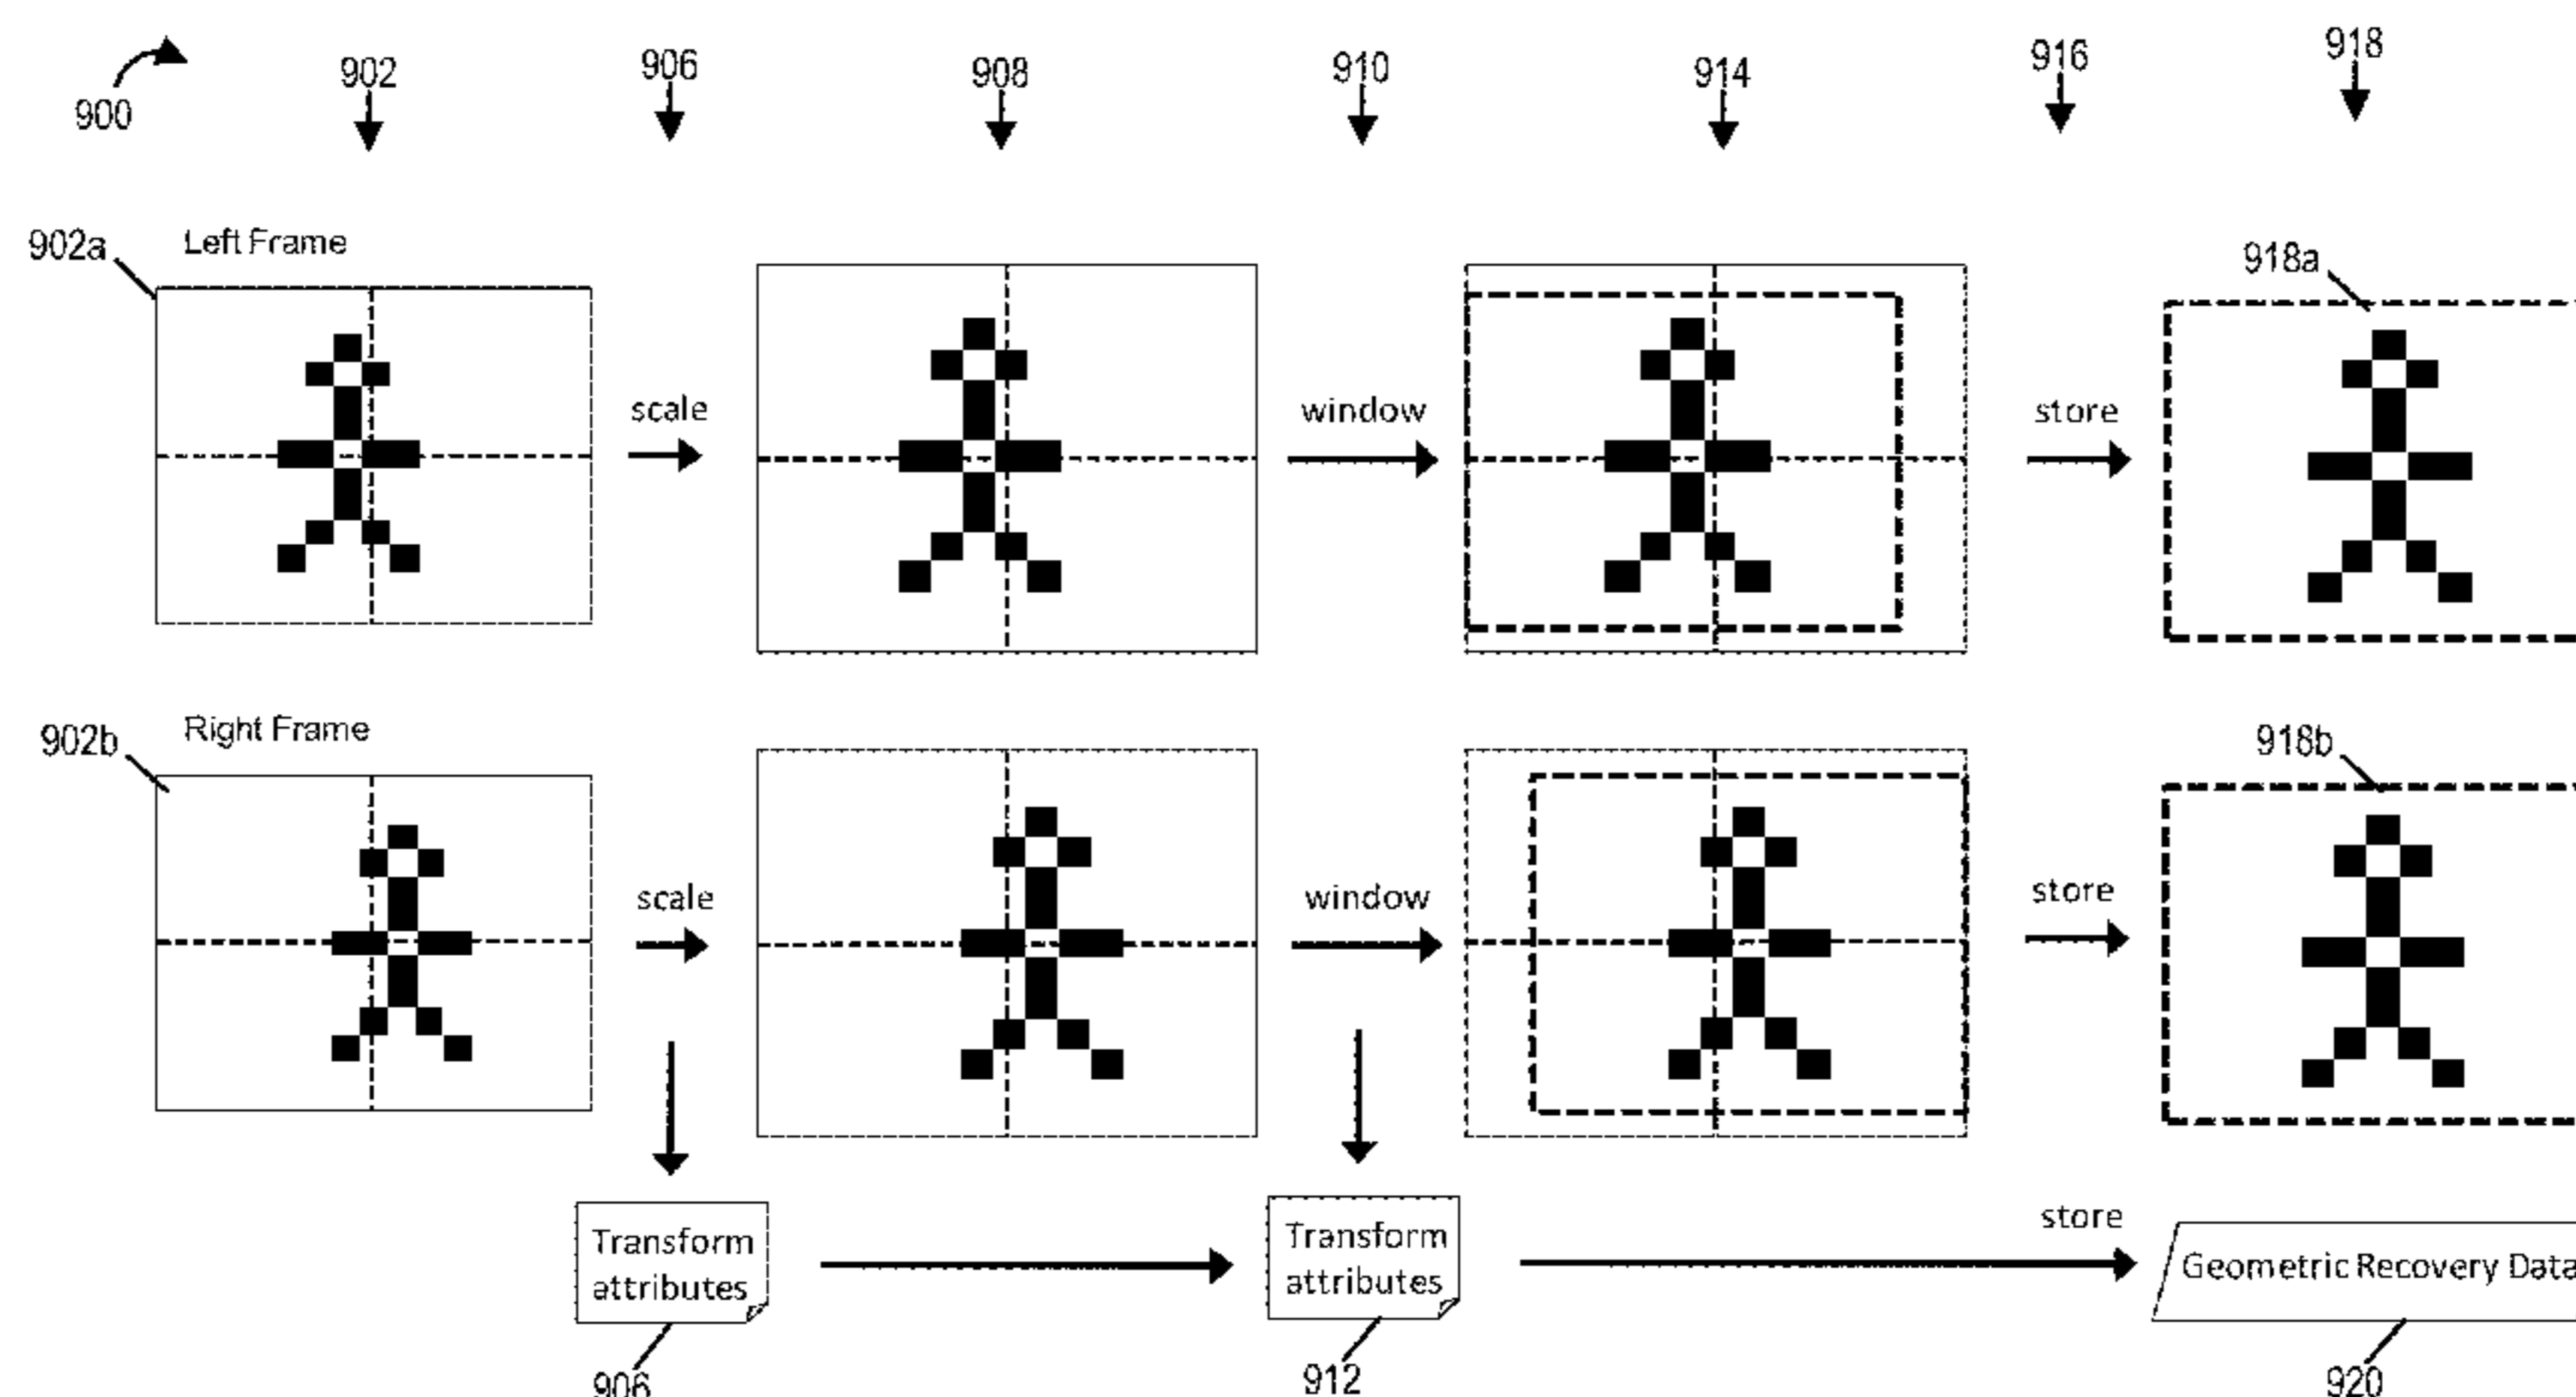 900
902
906
908
910
914
916
918
902a
Left Frame
918a
scale
window
store
902b
Right Frame
918b
scale
window
store
Transform
attributes
Transform
attributes
store
Geometric Recovery Data
906
912
920